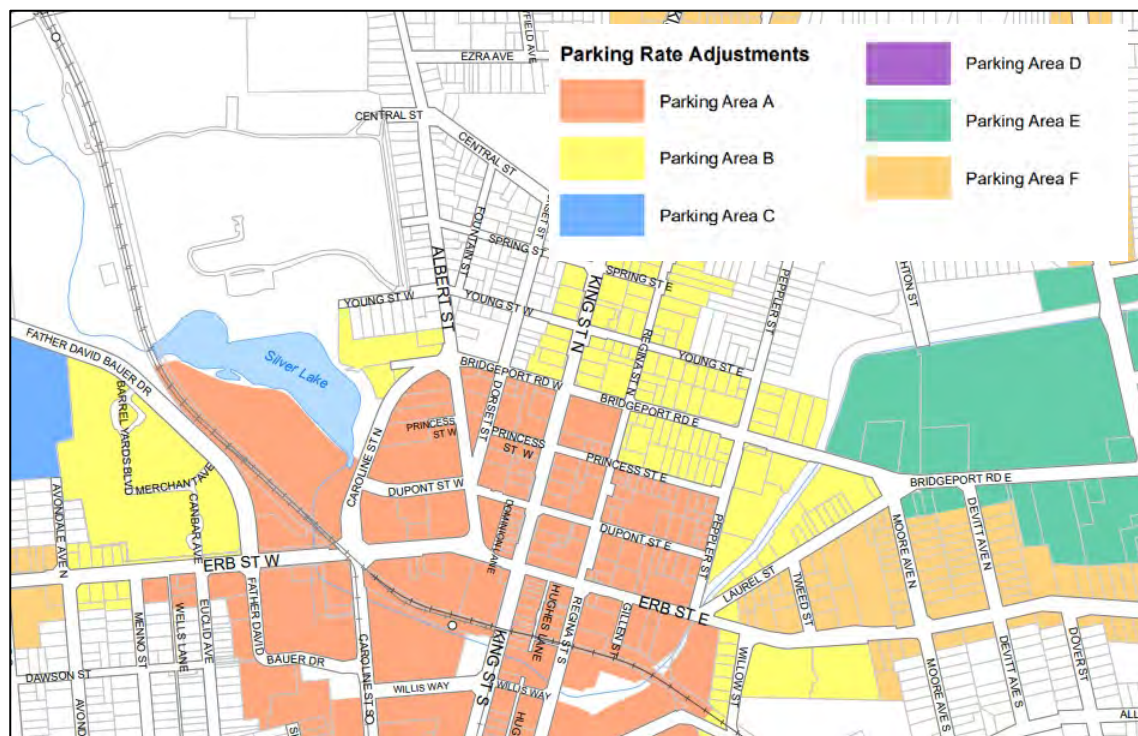 EZRA AVE
CENTRAL ST
CENTRAL ST
Parking Rate Adjustments
Parking Area A
Parking Area B
Parking Area C
Parking Area D
Parking Area E
Parking Area F
FOUNTAIN ST
SPRING ST
ALBERT ST
YOUNG ST W
YOUNG ST W
KING ST N
SPRING ST E
REGINA ST N
PEPPLER ST
YOUNG ST E
FATHER DAVID BAUER DR
Silver Lake
BARREL YARDS BLVD
MERCHANT AVE
CANBAR AVE
AVONDALE AVE N
BRIDGEPORT RD W
BRIDGEPORT RD E
BRIDGEPORT RD E
DORSET ST
PRINCESS
ST W
PRINCESS
ST W
PRINCESS ST E
CAROLINE ST N
DUPONT ST W
DOMINION LANE
DUPONT ST E
PEPPLER ST
MOORE AVE N
DEVITT AVE N
LAUREL ST
TWEED ST
ERB ST W
ERB ST E
MENNO ST
WELLS LANE
EUCLID AVE
FATHER DAVID
BAUER DR
CAROLINE ST SO
DAWSON ST
WILLIS WAY
WILLIS WAY
KING ST S
HUGHES LANE
REGINA ST S
GILLEN ST
WILLOW ST
MOORE AVE S
DEVITT AVE S
DOVER ST